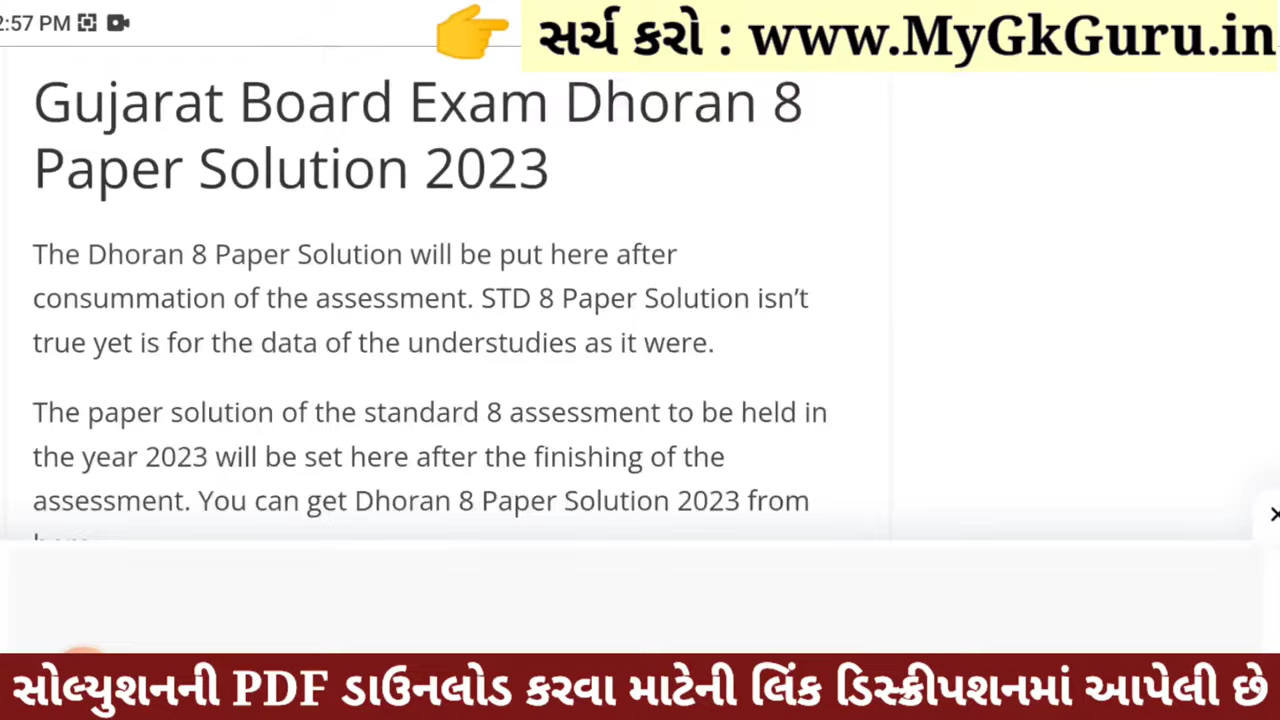 2:57 PM
સર્ચ કરો : www.MyGkGuru.in
Gujarat Board Exam Dhoran 8
Paper Solution 2023
The Dhoran 8 Paper Solution will be put here after
consummation of the assessment. STD 8 Paper Solution isn’t
true yet is for the data of the understudies as it were.
The paper solution of the standard 8 assessment to be held in
the year 2023 will be set here after the finishing of the
assessment. You can get Dhoran 8 Paper Solution 2023 from
સોલ્યુશનની PDF ડાઉનલોડ કરવા માટેની લિંક ડિસ્ક્રીપશનમાં આપેલી છે